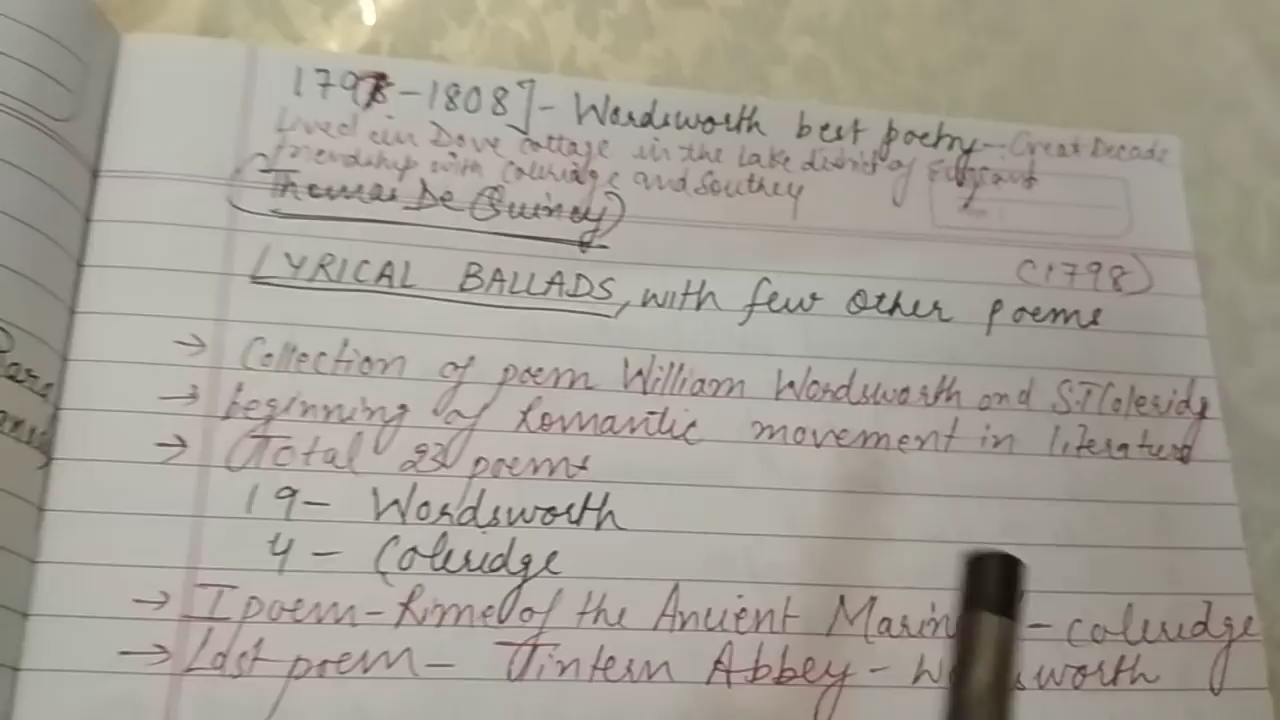 1798-1808]- Wordsworth best poetry - Great Decade
lived in Dove cottage in the Lake district of
friendship with Coleridge and Southey
Thomas De Quincy)
LYRICAL BALLADS, with few other poems (1798)
→ Collection of poem William Wordsworth and S.T Coleridge
→ beginning of Romantic movement in literature
→ Total 23 poems
19- Wordsworth
4 - Coleridge
→ I poem - Rime of the Ancient Marin - Coleridge
→ Last poem - Tintern Abbey - W sworth